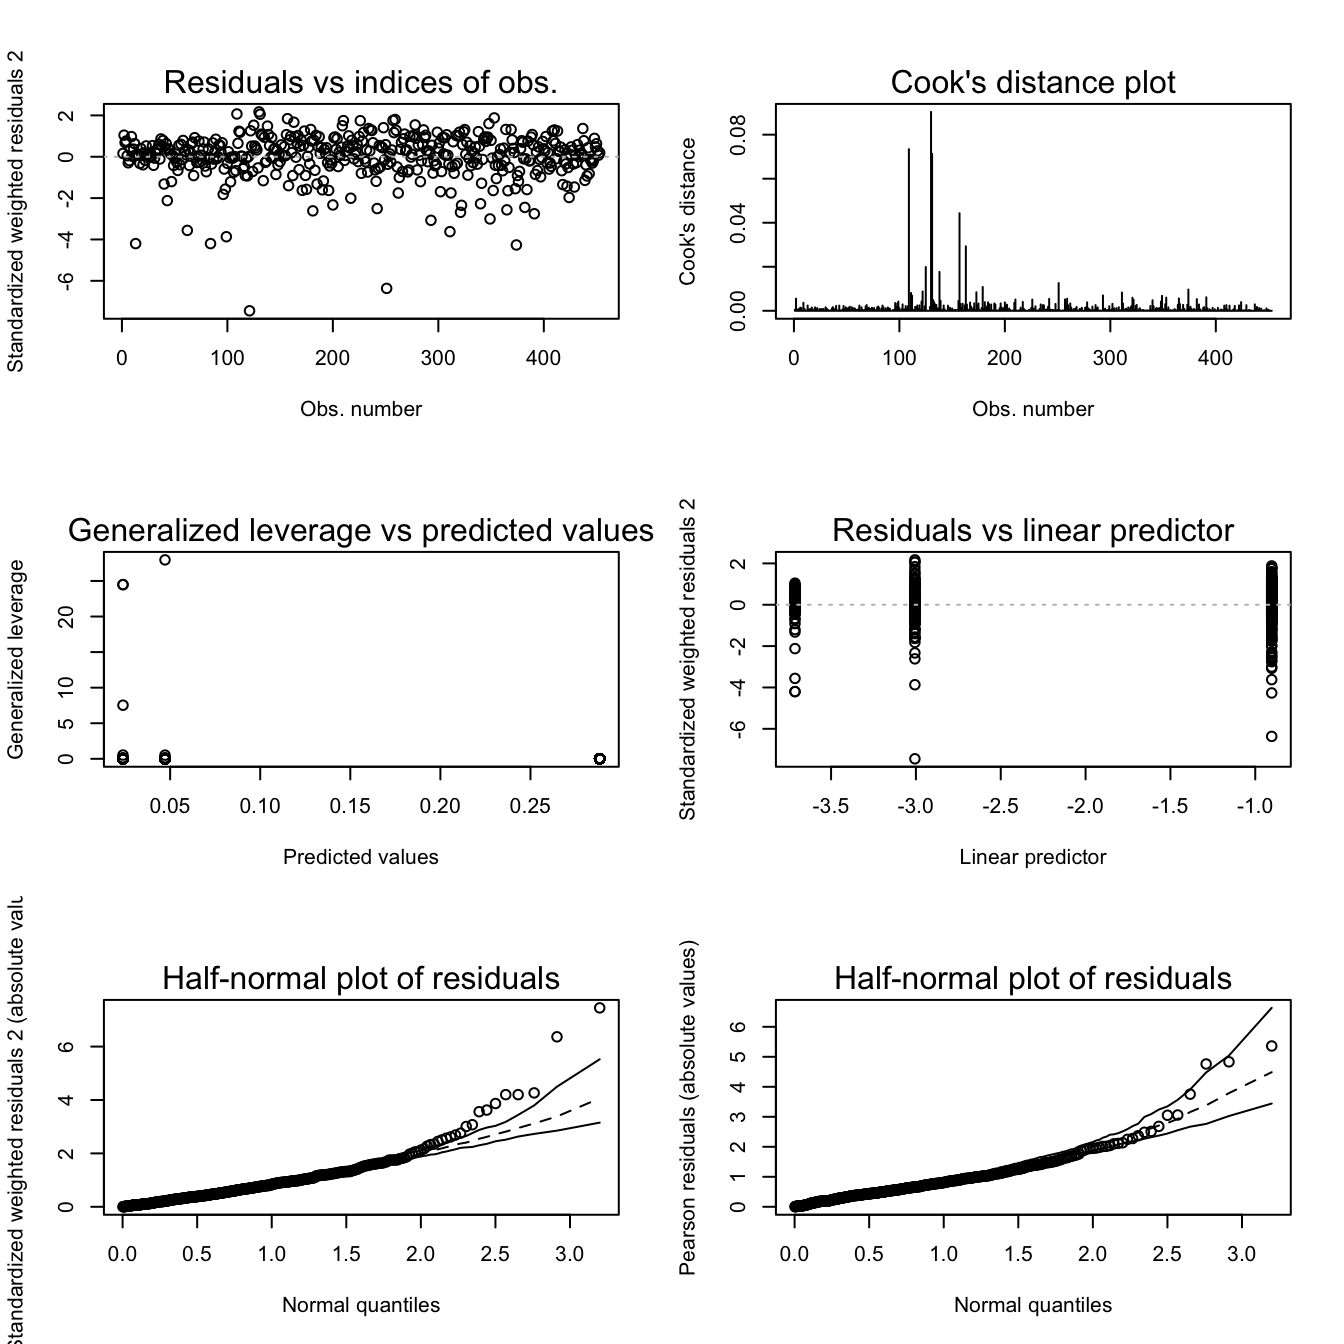 Residuals vs indices of obs.
Standardized weighted residuals 2
2
0
-2
-4
-6
0 100 200 300 400
Obs. number
Cook's distance plot
Cook's distance
0.08
0.04
0.00
0 100 200 300 400
Obs. number
Generalized leverage vs predicted values
Generalized leverage
20
10
5
0
0.05 0.10 0.15 0.20 0.25
Predicted values
Residuals vs linear predictor
Standardized weighted residuals 2
2
0
-2
-4
-6
-3.5 -3.0 -2.5 -2.0 -1.5 -1.0
Linear predictor
Half-normal plot of residuals
Standardized weighted residuals 2 (absolute valu
6
4
2
0
0.0 0.5 1.0 1.5 2.0 2.5 3.0
Normal quantiles
Half-normal plot of residuals
Pearson residuals (absolute values)
6
5
4
3
2
1
0
0.0 0.5 1.0 1.5 2.0 2.5 3.0
Normal quantiles